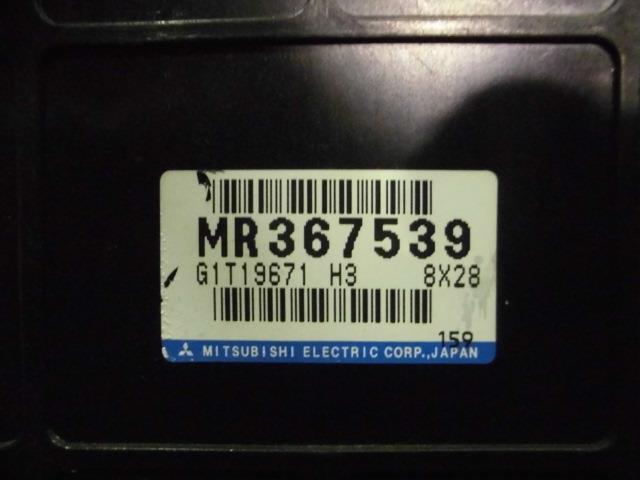 MR367539
G1T19671 H3 8X28
159
MITSUBISHI ELECTRIC CORP.,JAPAN